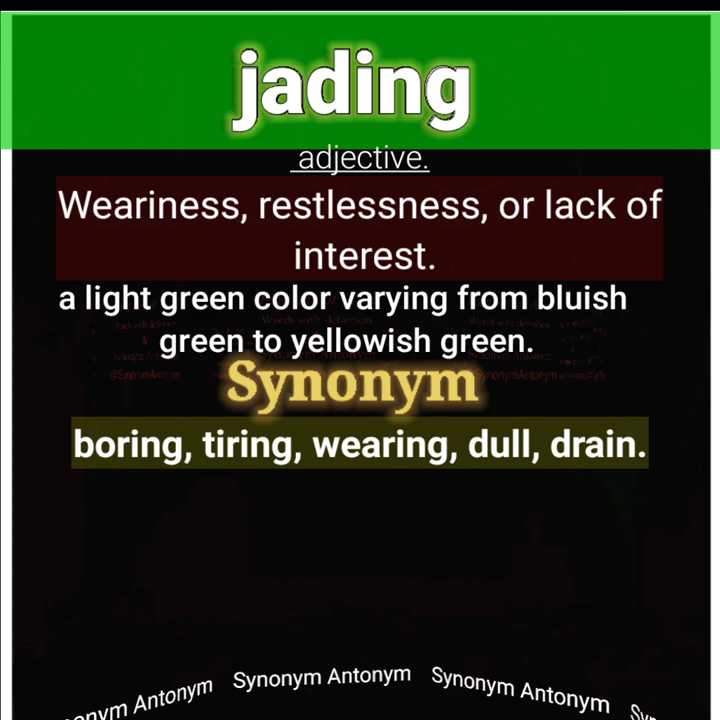 jading
adjective.
Weariness, restlessness, or lack of
interest.
a light green color varying from bluish
green to yellowish green.
Synonym
boring, tiring, wearing, dull, drain.
Antonym Synonym Antonym Synonym Antonym